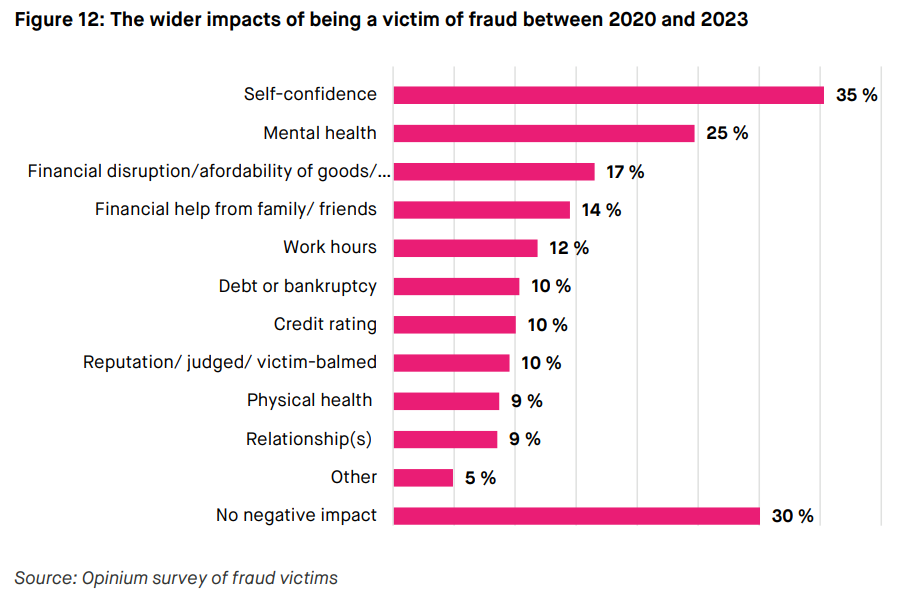 Figure 12: The wider impacts of being a victim of fraud between 2020 and 2023
Self-confidence 35 %
Mental health 25 %
Financial disruption/afordability of goods/... 17 %
Financial help from family/ friends 14 %
Work hours 12 %
Debt or bankruptcy 10 %
Credit rating 10 %
Reputation/ judged/ victim-balmed 10 %
Physical health 9 %
Relationship(s) 9 %
Other 5 %
No negative impact 30 %
Source: Opinium survey of fraud victims